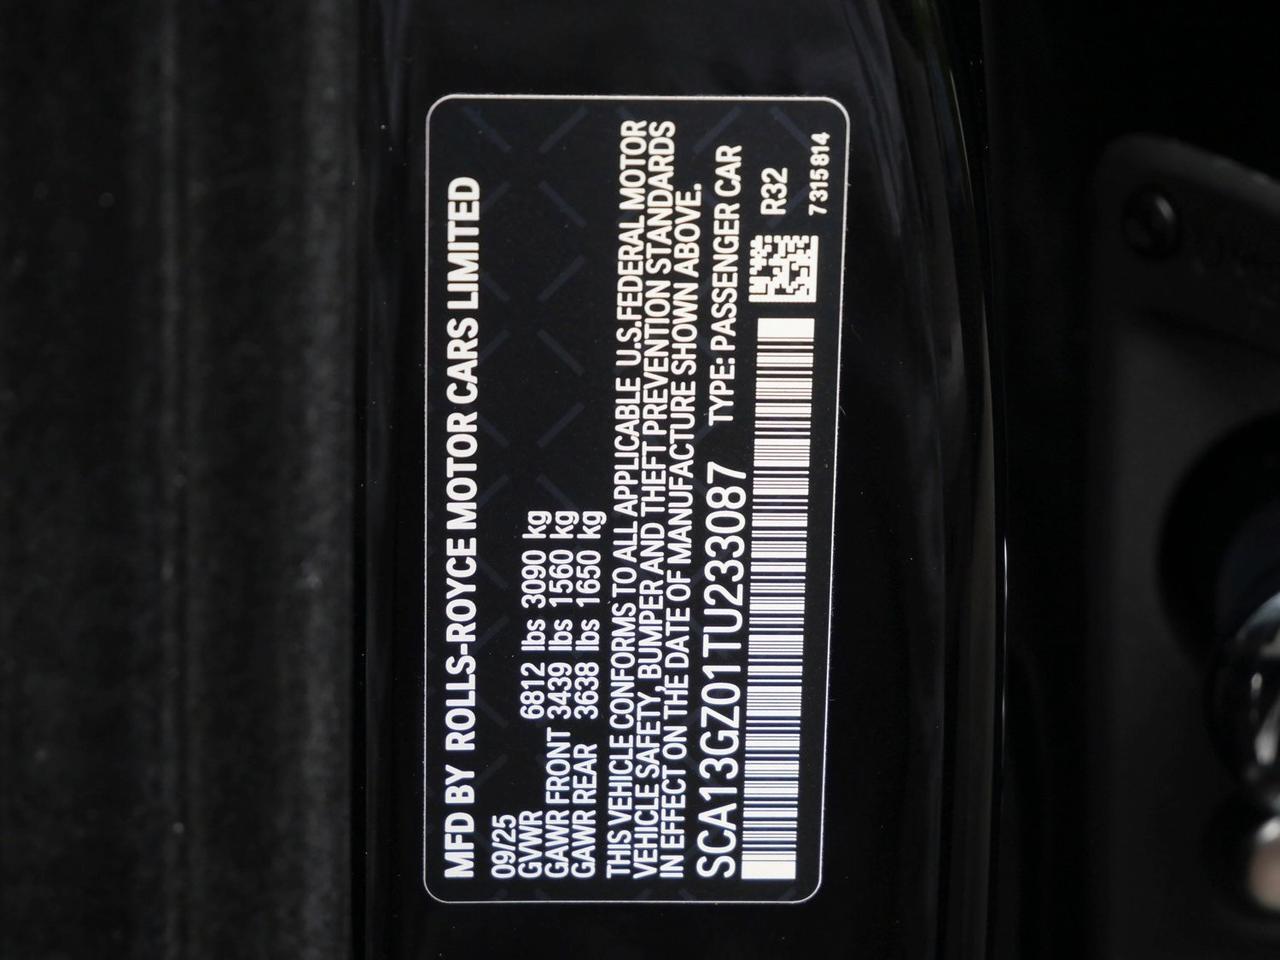 MFD BY ROLLS-ROYCE MOTOR CARS LIMITED
09/25
GVWR 6812 lbs 3090 kg
GAWR FRONT 3439 lbs 1560 kg
GAWR REAR 3638 lbs 1650 kg
THIS VEHICLE CONFORMS TO ALL APPLICABLE U.S.FEDERAL MOTOR
VEHICLE SAFETY, BUMPER AND THEFT PREVENTION STANDARDS
IN EFFECT ON THE DATE OF MANUFACTURE SHOWN ABOVE.
SCA13GZ01TU233087 TYPE: PASSENGER CAR
R32
7315814